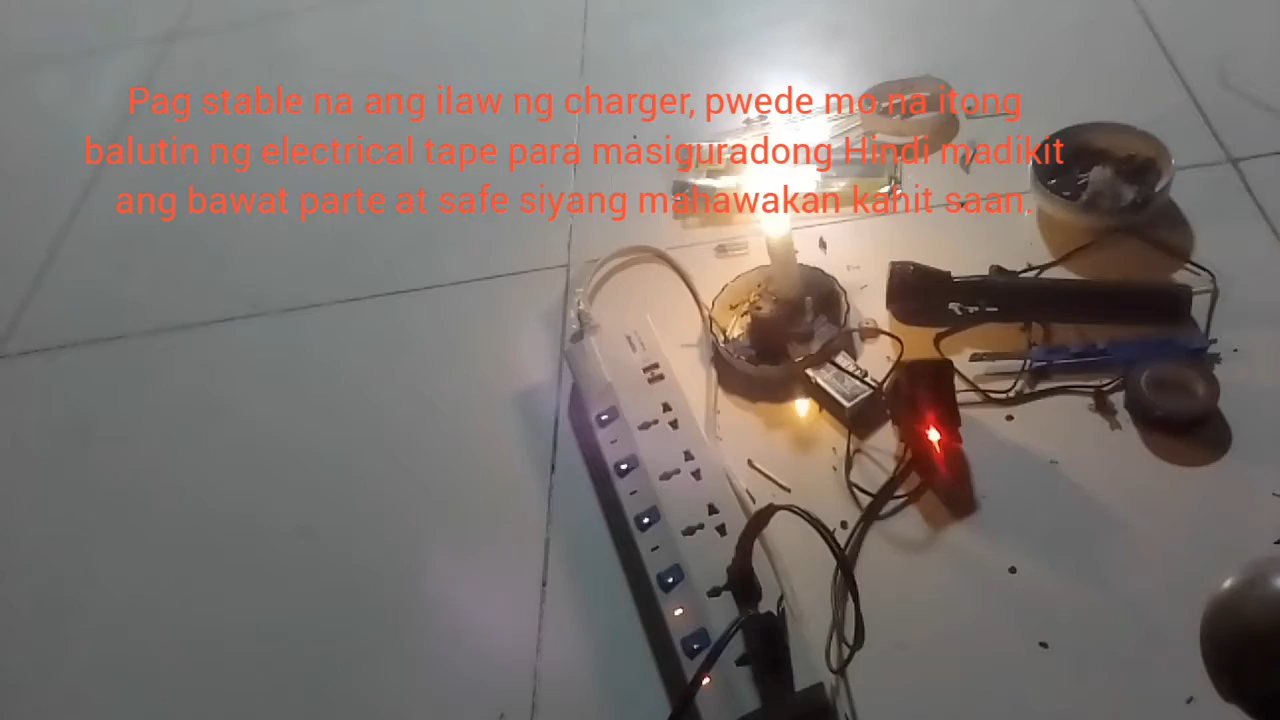 Pag stable na ang ilaw ng charger, pwede mo na itong
balutin ng electrical tape para masiguradong Hindi madikit
ang bawat parte at safe siyang mahawakan kahit saan.